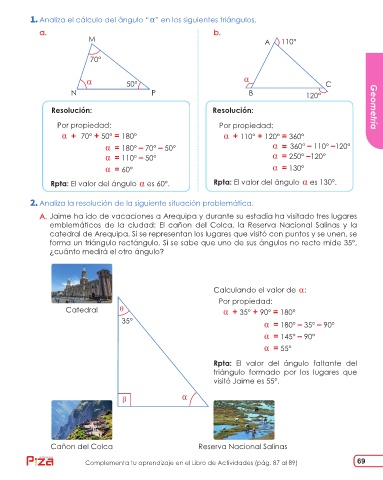 1. Analiza el cálculo del ángulo "α" en los siguientes triángulos.
a.
M
70°
α
50°
N
P
b.
A
110°
α
C
B
120°
Resolución:
Por propiedad:
α + 70° + 50° = 180°
α = 180° – 70° – 50°
α = 110° – 50°
α = 60°
Rpta: El valor del ángulo α es 60°.
Resolución:
Por propiedad:
α + 110° + 120° = 360°
α = 360° – 110° –120°
α = 250° –120°
α = 130°
Rpta: El valor del ángulo α es 130°.
Geometría
2. Analiza la resolución de la siguiente situación problemática.
A. Jaime ha ido de vacaciones a Arequipa y durante su estadía ha visitado tres lugares
emblemáticos de la ciudad: El cañon del Colca, la Reserva Nacional Salinas y la
catedral de Arequipa. Si se representan los lugares que visitó con puntos y se unen, se
forma un triángulo rectángulo. Si se sabe que uno de sus ángulos no recto mide 35°,
¿cuánto medirá el otro ángulo?
Catedral
θ
35°
β
α
Cañon del Colca
Reserva Nacional Salinas
Calculando el valor de α:
Por propiedad:
α + 35° + 90° = 180°
α = 180° – 35° – 90°
α = 145° – 90°
α = 55°
Rpta: El valor del ángulo faltante del
triángulo formado por los lugares que
visitó Jaime es 55°.
Piza
Complementa tu aprendizaje en el Libro de Actividades (pág. 87 al 89)
69